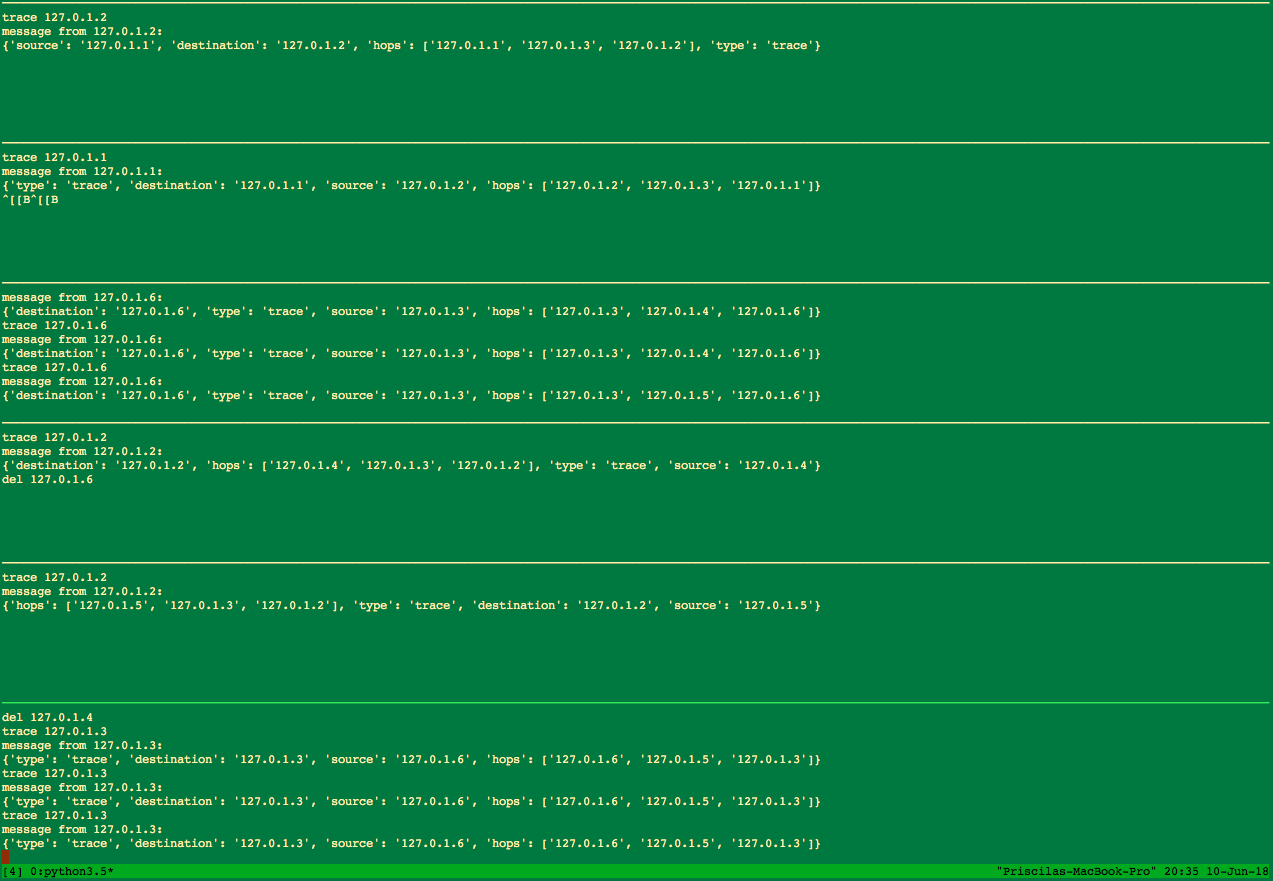 trace 127.0.1.2
message from 127.0.1.2:
{'source': '127.0.1.1', 'destination': '127.0.1.2', 'hops': ['127.0.1.1', '127.0.1.3', '127.0.1.2'], 'type': 'trace'}
trace 127.0.1.1
message from 127.0.1.1:
{'type': 'trace', 'destination': '127.0.1.1', 'source': '127.0.1.2', 'hops': ['127.0.1.2', '127.0.1.3', '127.0.1.1']}
^[[B^[[B
message from 127.0.1.6:
{'destination': '127.0.1.6', 'type': 'trace', 'source': '127.0.1.3', 'hops': ['127.0.1.3', '127.0.1.4', '127.0.1.6']}
trace 127.0.1.6
message from 127.0.1.6:
{'destination': '127.0.1.6', 'type': 'trace', 'source': '127.0.1.3', 'hops': ['127.0.1.3', '127.0.1.4', '127.0.1.6']}
trace 127.0.1.6
message from 127.0.1.6:
{'destination': '127.0.1.6', 'type': 'trace', 'source': '127.0.1.3', 'hops': ['127.0.1.3', '127.0.1.5', '127.0.1.6']}
trace 127.0.1.2
message from 127.0.1.2:
{'destination': '127.0.1.2', 'hops': ['127.0.1.4', '127.0.1.3', '127.0.1.2'], 'type': 'trace', 'source': '127.0.1.4'}
del 127.0.1.6
trace 127.0.1.2
message from 127.0.1.2:
{'hops': ['127.0.1.5', '127.0.1.3', '127.0.1.2'], 'type': 'trace', 'destination': '127.0.1.2', 'source': '127.0.1.5'}
del 127.0.1.4
trace 127.0.1.3
message from 127.0.1.3:
{'type': 'trace', 'destination': '127.0.1.3', 'source': '127.0.1.6', 'hops': ['127.0.1.6', '127.0.1.5', '127.0.1.3']}
trace 127.0.1.3
message from 127.0.1.3:
{'type': 'trace', 'destination': '127.0.1.3', 'source': '127.0.1.6', 'hops': ['127.0.1.6', '127.0.1.5', '127.0.1.3']}
trace 127.0.1.3
message from 127.0.1.3:
{'type': 'trace', 'destination': '127.0.1.3', 'source': '127.0.1.6', 'hops': ['127.0.1.6', '127.0.1.5', '127.0.1.3']}
[4] 0:python3.5* "Priscilas-MacBook-Pro" 20:35 10-Jun-18